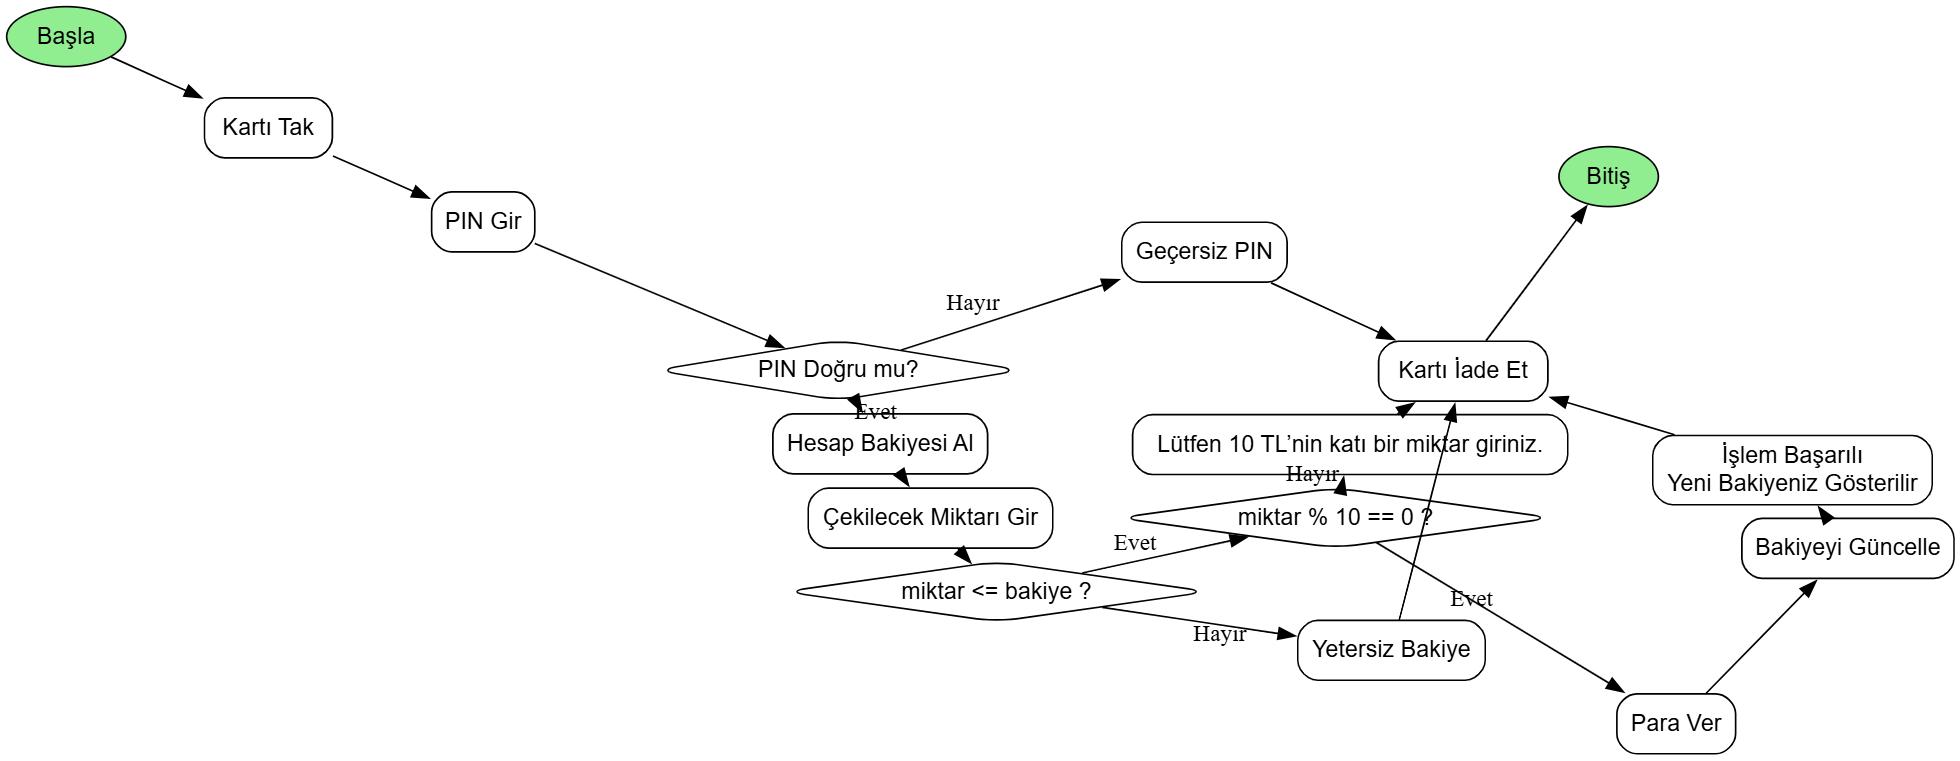 Başla
Kartı Tak
PIN Gir
PIN Doğru mu?
Hayır
Geçersiz PIN
Evet
Hesap Bakiyesi Al
Çekilecek Miktarı Gir
miktar <= bakiye ?
Evet
Hayır
miktar % 10 == 0 ?
Hayır
Lütfen 10 TL’nin katı bir miktar giriniz.
Evet
Yetersiz Bakiye
Para Ver
Bakiyeyi Güncelle
İşlem Başarılı
Yeni Bakiyeniz Gösterilir
Kartı İade Et
Bitiş